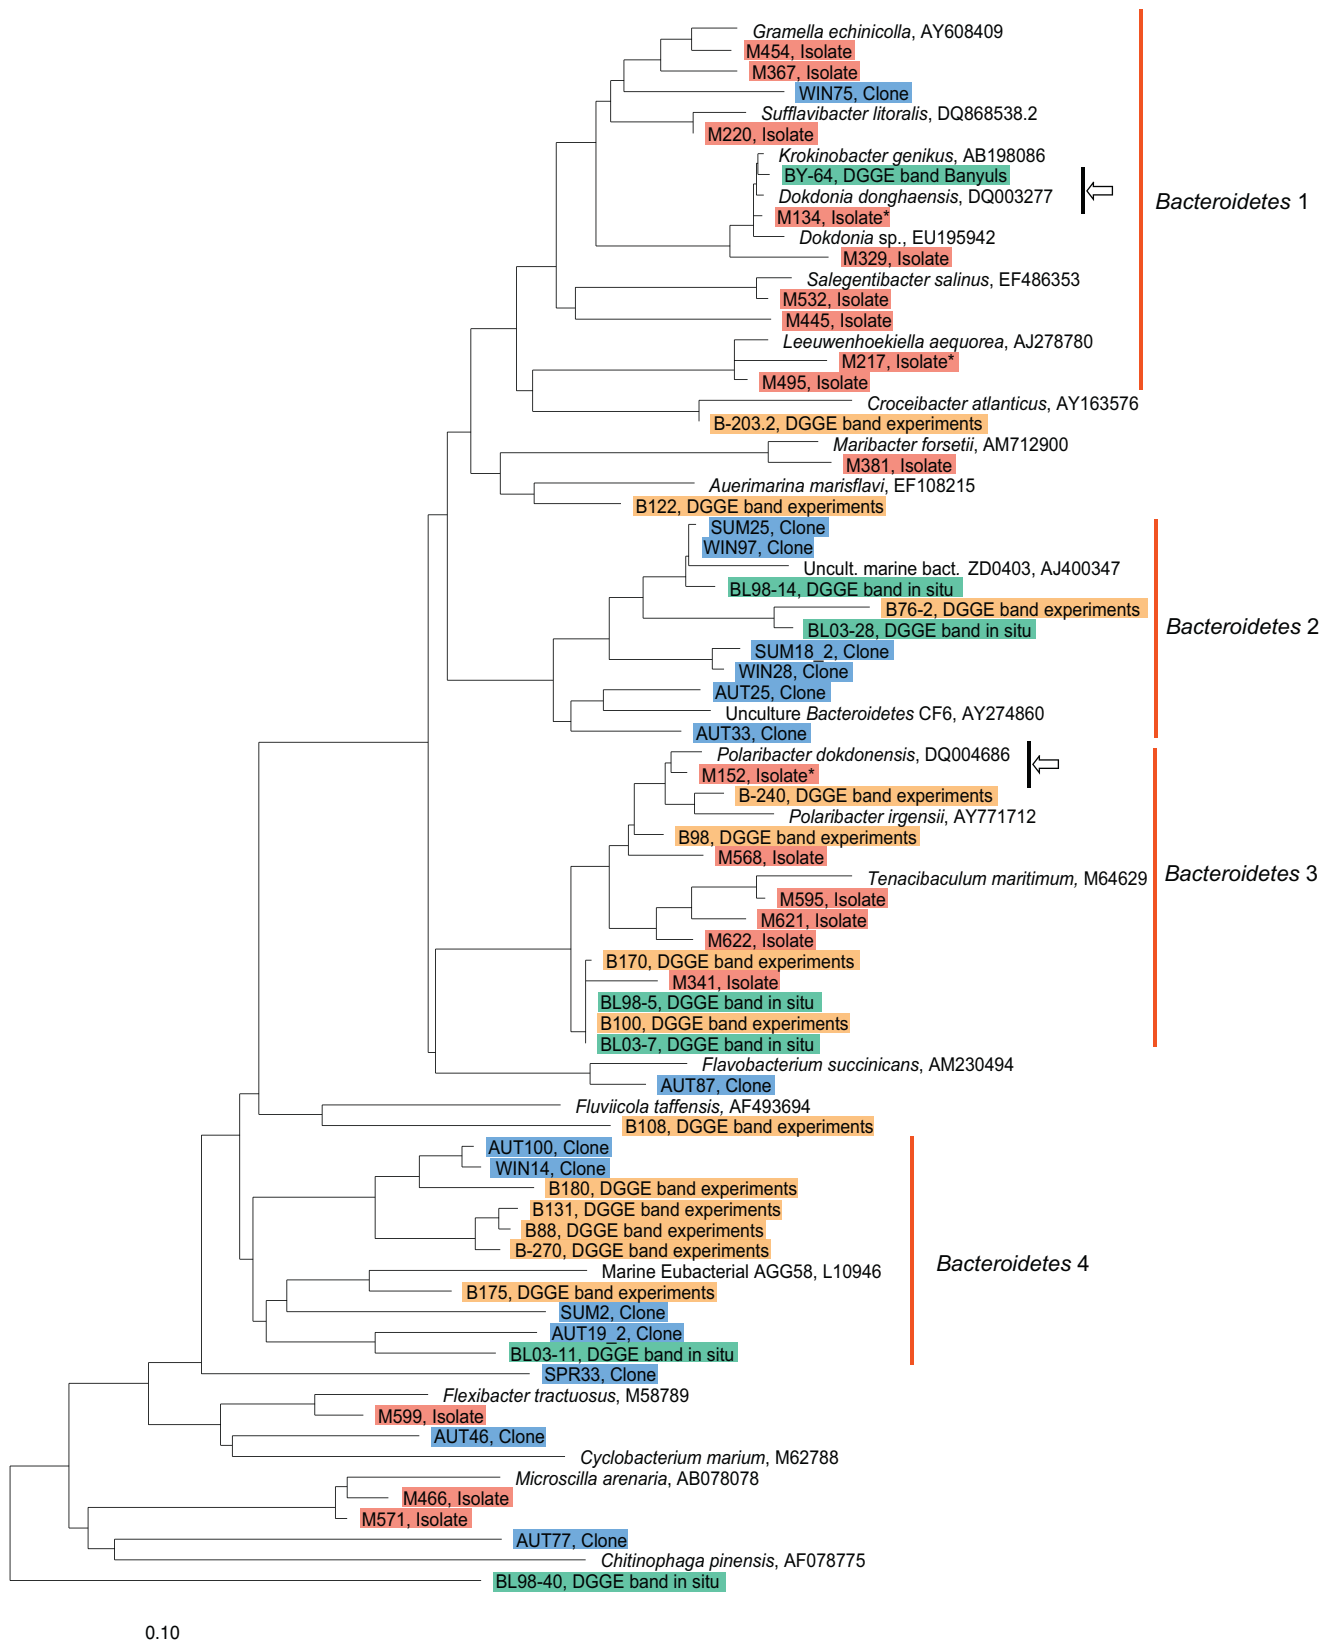 Gramella echinicolla, AY608409
M454, Isolate
M367, Isolate
WIN75, Clone
Sufflavibacter litoralis, DQ868538.2
M220, Isolate
Krokinobacter genikus, AB198086
BY-64, DGGE band Banyuls
Dokdonia donghaensis, DQ003277
M134, Isolate*
Bacteroidetes 1
Dokdonia sp., EU195942
M329, Isolate
Salegentibacter salinus, EF486353
M532, Isolate
M445, Isolate
Leeuwenhoekiella aequorea, AJ278780
M217, Isolate*
M495, Isolate
Croceibacter atlanticus, AY163576
B-203.2, DGGE band experiments
Maribacter forsetii, AM712900
M381, Isolate
Auerimarina marisflavi, EF108215
B122, DGGE band experiments
SUM25, Clone
WIN97, Clone
Uncult. marine bact. ZD0403, AJ400347
BL98-14, DGGE band in situ
B76-2, DGGE band experiments
BL03-28, DGGE band in situ
Bacteroidetes 2
SUM18_2, Clone
WIN28, Clone
AUT25, Clone
Unculture Bacteroidetes CF6, AY274860
AUT33, Clone
Polaribacter dokdonensis, DQ004686
M152, Isolate*
B-240, DGGE band experiments
Polaribacter irgensii, AY771712
B98, DGGE band experiments
M568, Isolate
Bacteroidetes 3
Tenacibaculum maritimum, M64629
M595, Isolate
M621, Isolate
M622, Isolate
B170, DGGE band experiments
M341, Isolate
BL98-5, DGGE band in situ
B100, DGGE band experiments
BL03-7, DGGE band in situ
Flavobacterium succinicans, AM230494
AUT87, Clone
Fluviicola taffensis, AF493694
B108, DGGE band experiments
AUT100, Clone
WIN14, Clone
B180, DGGE band experiments
B131, DGGE band experiments
B88, DGGE band experiments
B-270, DGGE band experiments
Bacteroidetes 4
Marine Eubacterial AGG58, L10946
B175, DGGE band experiments
SUM2, Clone
AUT19_2, Clone
BL03-11, DGGE band in situ
SPR33, Clone
Flexibacter tractuosus, M58789
M599, Isolate
AUT46, Clone
Cyclobacterium marium, M62788
Microscilla arenaria, AB078078
M466, Isolate
M571, Isolate
AUT77, Clone
Chitinophaga pinensis, AF078775
BL98-40, DGGE band in situ
0.10